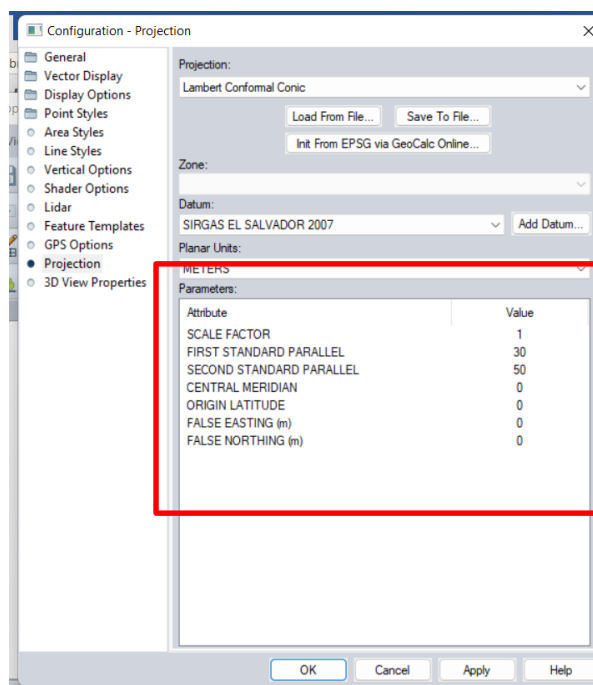 Configuration - Projection
General
Vector Display
Display Options
Point Styles
Area Styles
Line Styles
Vertical Options
Shader Options
Lidar
Feature Templates
GPS Options
Projection
3D View Properties
Projection:
Lambert Conformal Conic
Load From File... Save To File...
Init From EPSG via GeoCalc Online...
Zone:
Datum:
SIRGAS EL SALVADOR 2007 Add Datum...
Planar Units:
METERS
Parameters:
Attribute Value
SCALE FACTOR 1
FIRST STANDARD PARALLEL 30
SECOND STANDARD PARALLEL 50
CENTRAL MERIDIAN 0
ORIGIN LATITUDE 0
FALSE EASTING (m) 0
FALSE NORTHING (m) 0
OK Cancel Apply Help